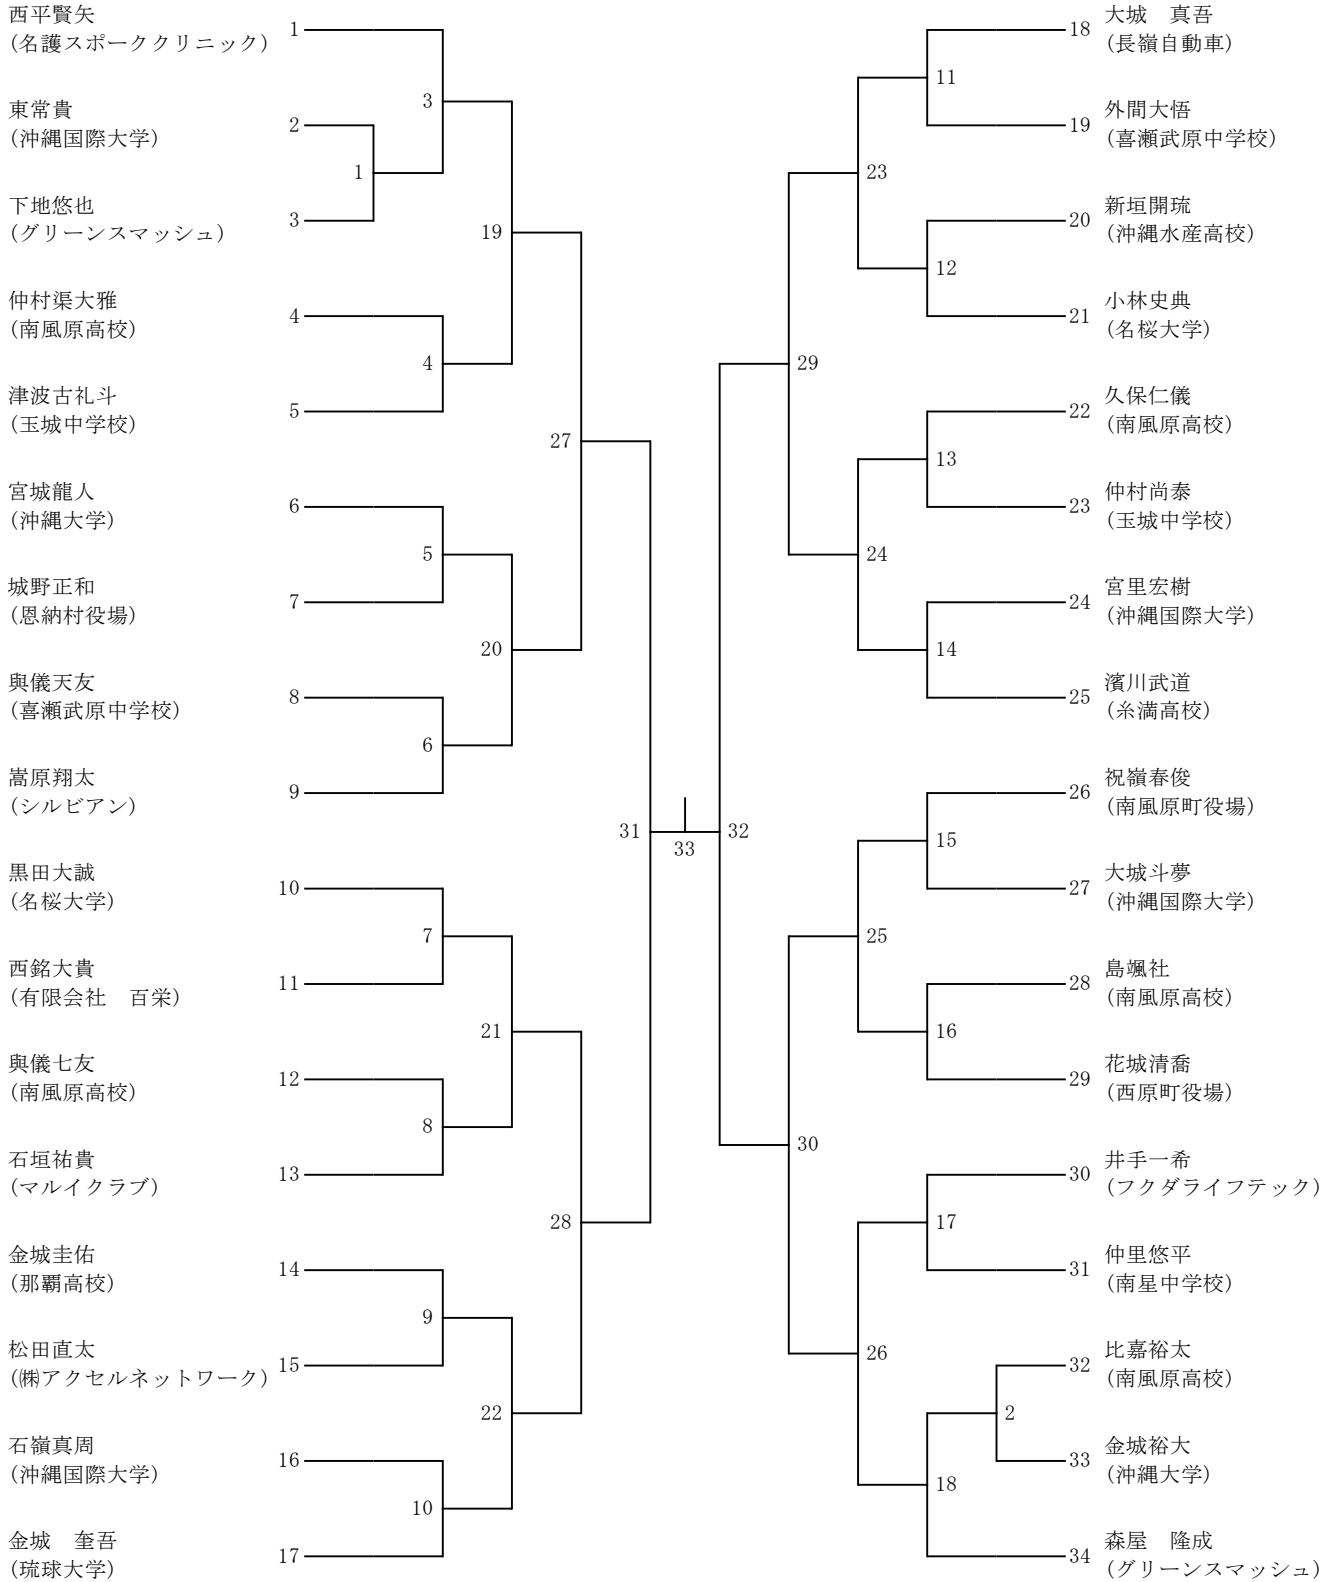 西平賢矢
(名護スポーククリニック)
1
東常貴
(沖縄国際大学)
2
下地悠也
(グリーンスマッシュ)
3
仲村渠大雅
(南風原高校)
4
津波古礼斗
(玉城中学校)
5
宮城龍人
(沖縄大学)
6
城野正和
(恩納村役場)
7
與儀天友
(喜瀬武原中学校)
8
嵩原翔太
(シルビアン)
9
黒田大誠
(名桜大学)
10
西銘大貴
(有限会社　百栄)
11
與儀七友
(南風原高校)
12
石垣祐貴
(マルイクラブ)
13
金城圭佑
(那覇高校)
14
松田直太
(㈱アクセルネットワーク)
15
石嶺真周
(沖縄国際大学)
16
金城　奎吾
(琉球大学)
17
1
3
4
5
6
7
8
9
10
19
20
21
22
27
28
31
33
32
29
30
23
24
25
26
11
12
13
14
15
16
17
18
2
18
大城　真吾
(長嶺自動車)
19
外間大悟
(喜瀬武原中学校)
20
新垣開琉
(沖縄水産高校)
21
小林史典
(名桜大学)
22
久保仁儀
(南風原高校)
23
仲村尚泰
(玉城中学校)
24
宮里宏樹
(沖縄国際大学)
25
濱川武道
(糸満高校)
26
祝嶺春俊
(南風原町役場)
27
大城斗夢
(沖縄国際大学)
28
島颯社
(南風原高校)
29
花城清喬
(西原町役場)
30
井手一希
(フクダライフテック)
31
仲里悠平
(南星中学校)
32
比嘉裕太
(南風原高校)
33
金城裕大
(沖縄大学)
34
森屋　隆成
(グリーンスマッシュ)